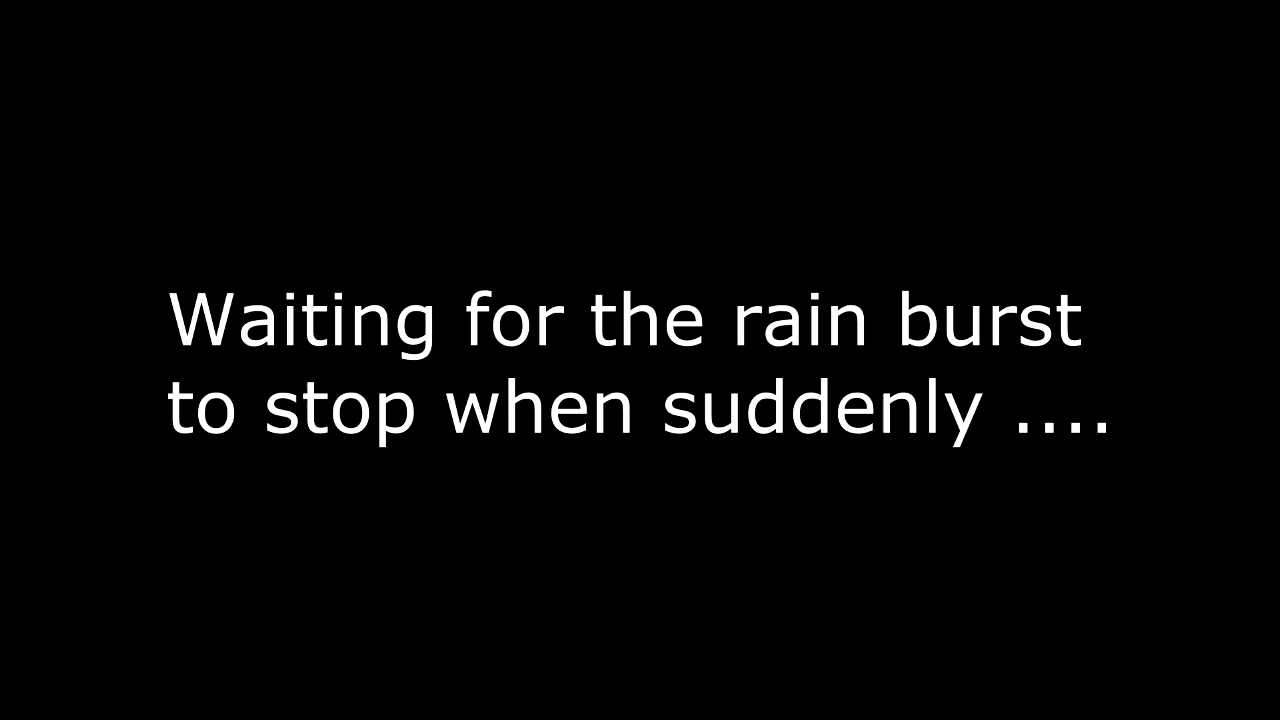 Waiting for the rain burst
to stop when suddenly ....